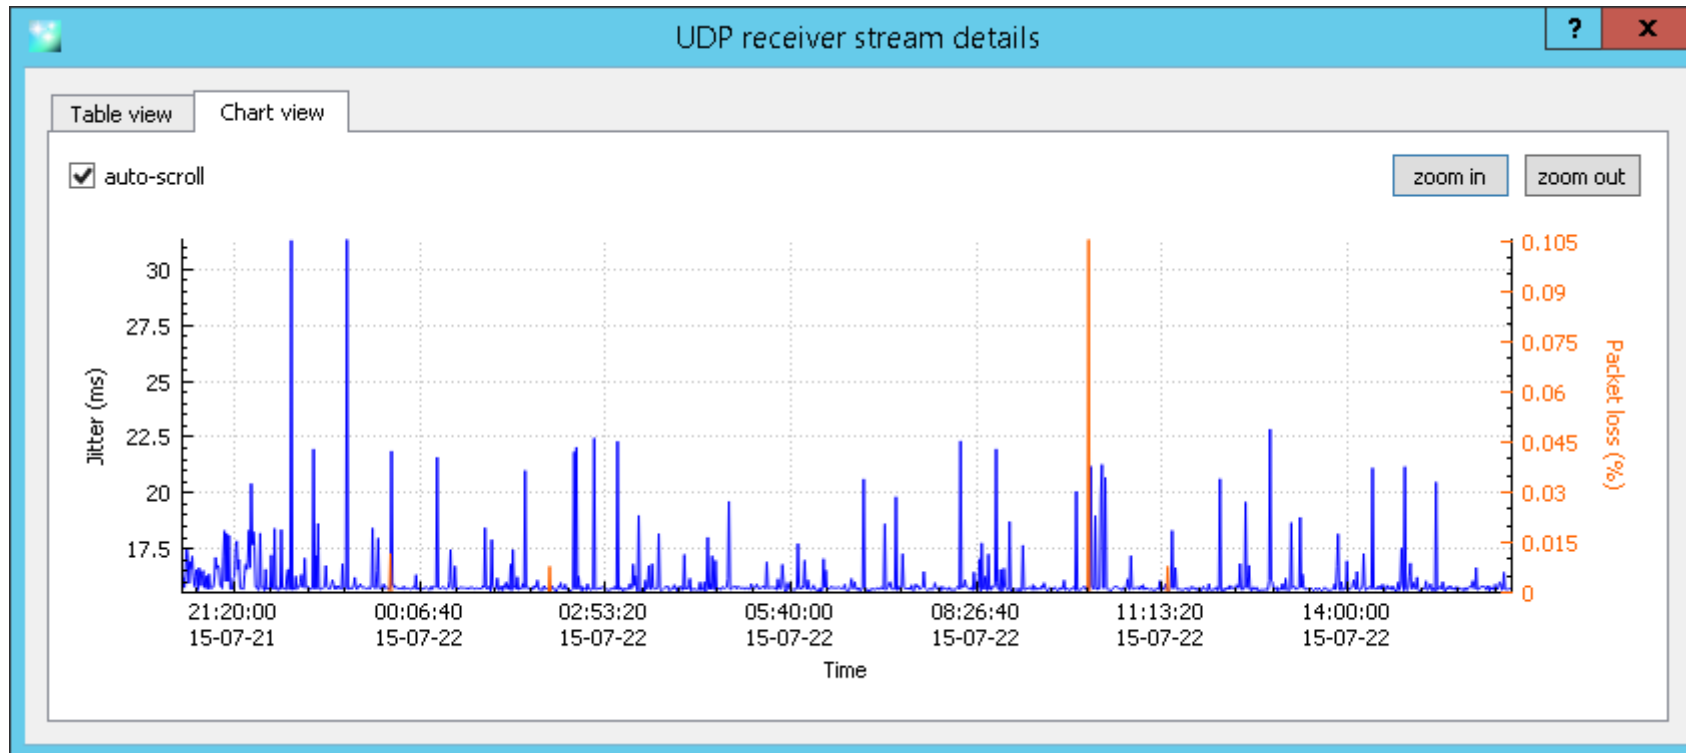 UDP receiver stream details
?
x
Table view
Chart view
auto-scroll
zoom in
zoom out
30
27.5
25
22.5
20
17.5
Jitter (ms)
0.105
0.09
0.075
0.06
0.045
0.03
0.015
0
Packet loss (%)
21:20:00 00:06:40 02:53:20 05:40:00 08:26:40 11:13:20 14:00:00
15-07-21 15-07-22 15-07-22 15-07-22 15-07-22 15-07-22 15-07-22
Time